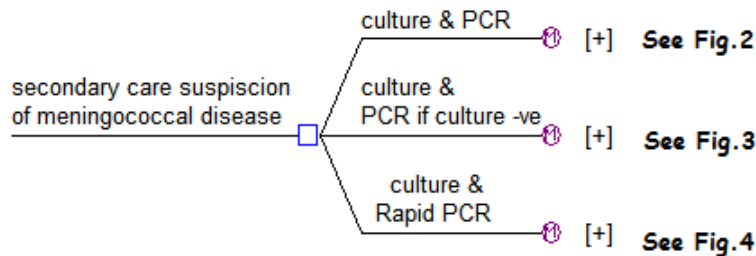 culture & PCR
M [+] See Fig.2
secondary care suspiscion
of meningococcal disease
culture &
PCR if culture -ve
M [+] See Fig.3
culture &
Rapid PCR
M [+] See Fig.4